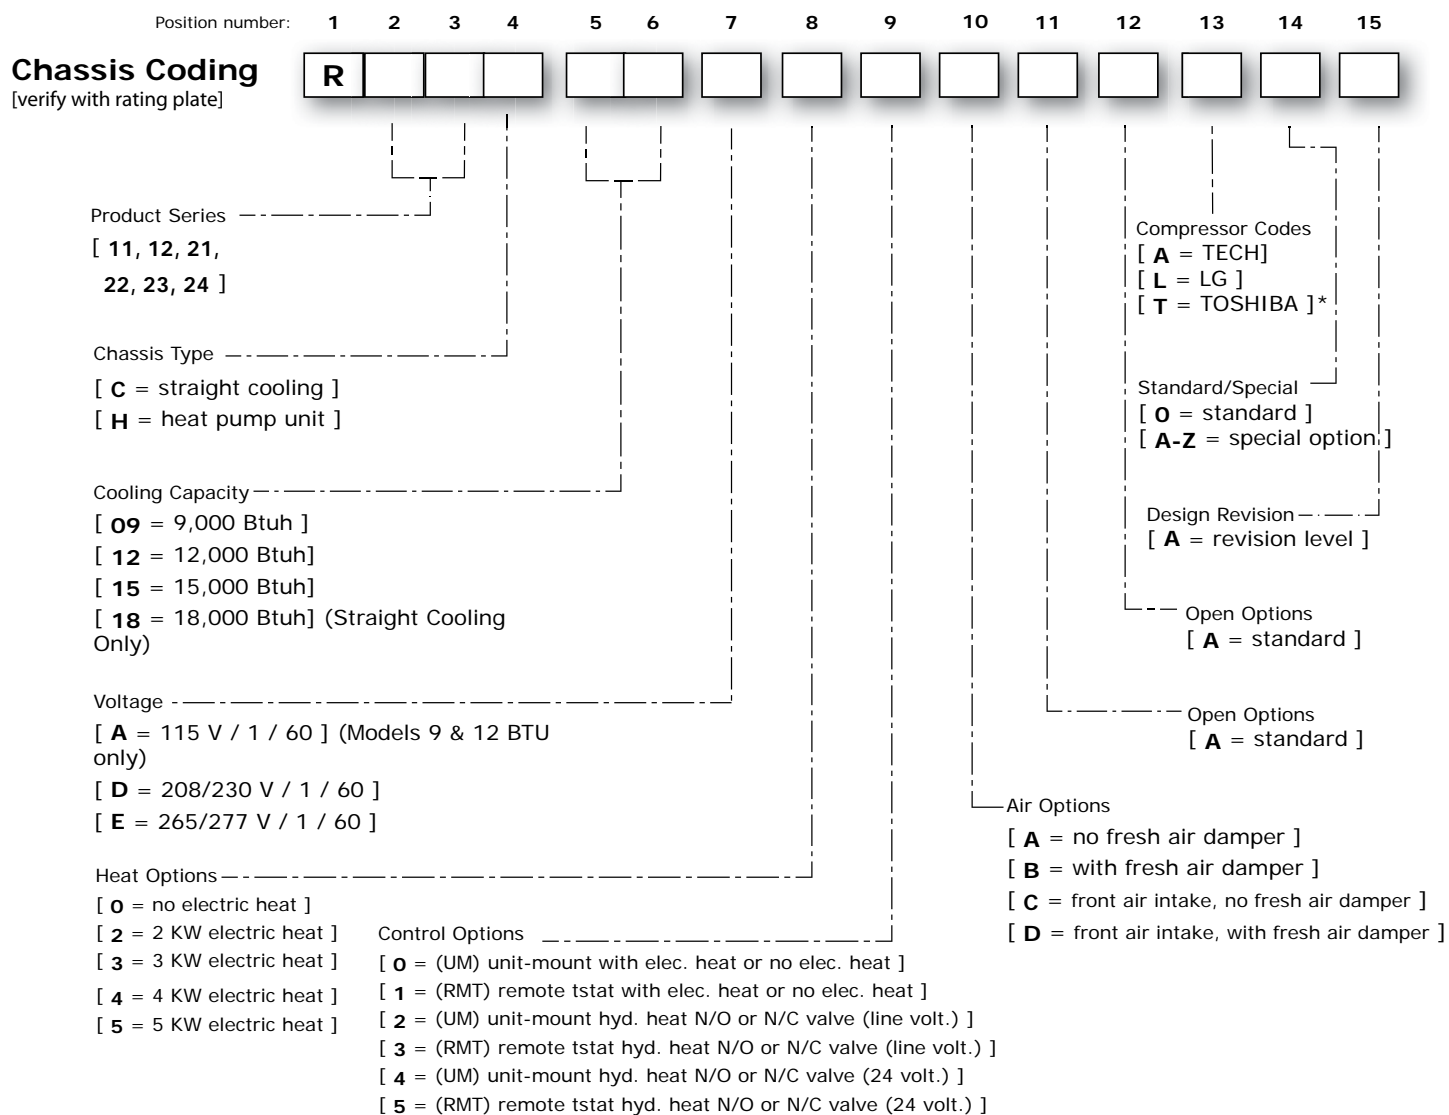 Position number: 1 2 3 4 5 6 7 8 9 10 11 12 13 14 15
Chassis Coding
[verify with rating plate]
R
Product Series
[ 11, 12, 21,
22, 23, 24 ]
Chassis Type
[ C = straight cooling ]
[ H = heat pump unit ]
Cooling Capacity
[ 09 = 9,000 Btuh ]
[ 12 = 12,000 Btuh]
[ 15 = 15,000 Btuh]
[ 18 = 18,000 Btuh] (Straight Cooling
Only)
Voltage
[ A = 115 V / 1 / 60 ] (Models 9 & 12 BTU
only)
[ D = 208/230 V / 1 / 60 ]
[ E = 265/277 V / 1 / 60 ]
Heat Options
[ 0 = no electric heat ]
[ 2 = 2 KW electric heat ]
[ 3 = 3 KW electric heat ]
[ 4 = 4 KW electric heat ]
[ 5 = 5 KW electric heat ]
Control Options
[ 0 = (UM) unit-mount with elec. heat or no elec. heat ]
[ 1 = (RMT) remote tstat with elec. heat or no elec. heat ]
[ 2 = (UM) unit-mount hyd. heat N/O or N/C valve (line volt.) ]
[ 3 = (RMT) remote tstat hyd. heat N/O or N/C valve (line volt.) ]
[ 4 = (UM) unit-mount hyd. heat N/O or N/C valve (24 volt.) ]
[ 5 = (RMT) remote tstat hyd. heat N/O or N/C valve (24 volt.) ]
Compressor Codes
[ A = TECH]
[ L = LG ]
[ T = TOSHIBA ]*
Standard/Special
[ 0 = standard ]
[ A-Z = special option ]
Design Revision
[ A = revision level ]
Open Options
[ A = standard ]
Open Options
[ A = standard ]
Air Options
[ A = no fresh air damper ]
[ B = with fresh air damper ]
[ C = front air intake, no fresh air damper ]
[ D = front air intake, with fresh air damper ]